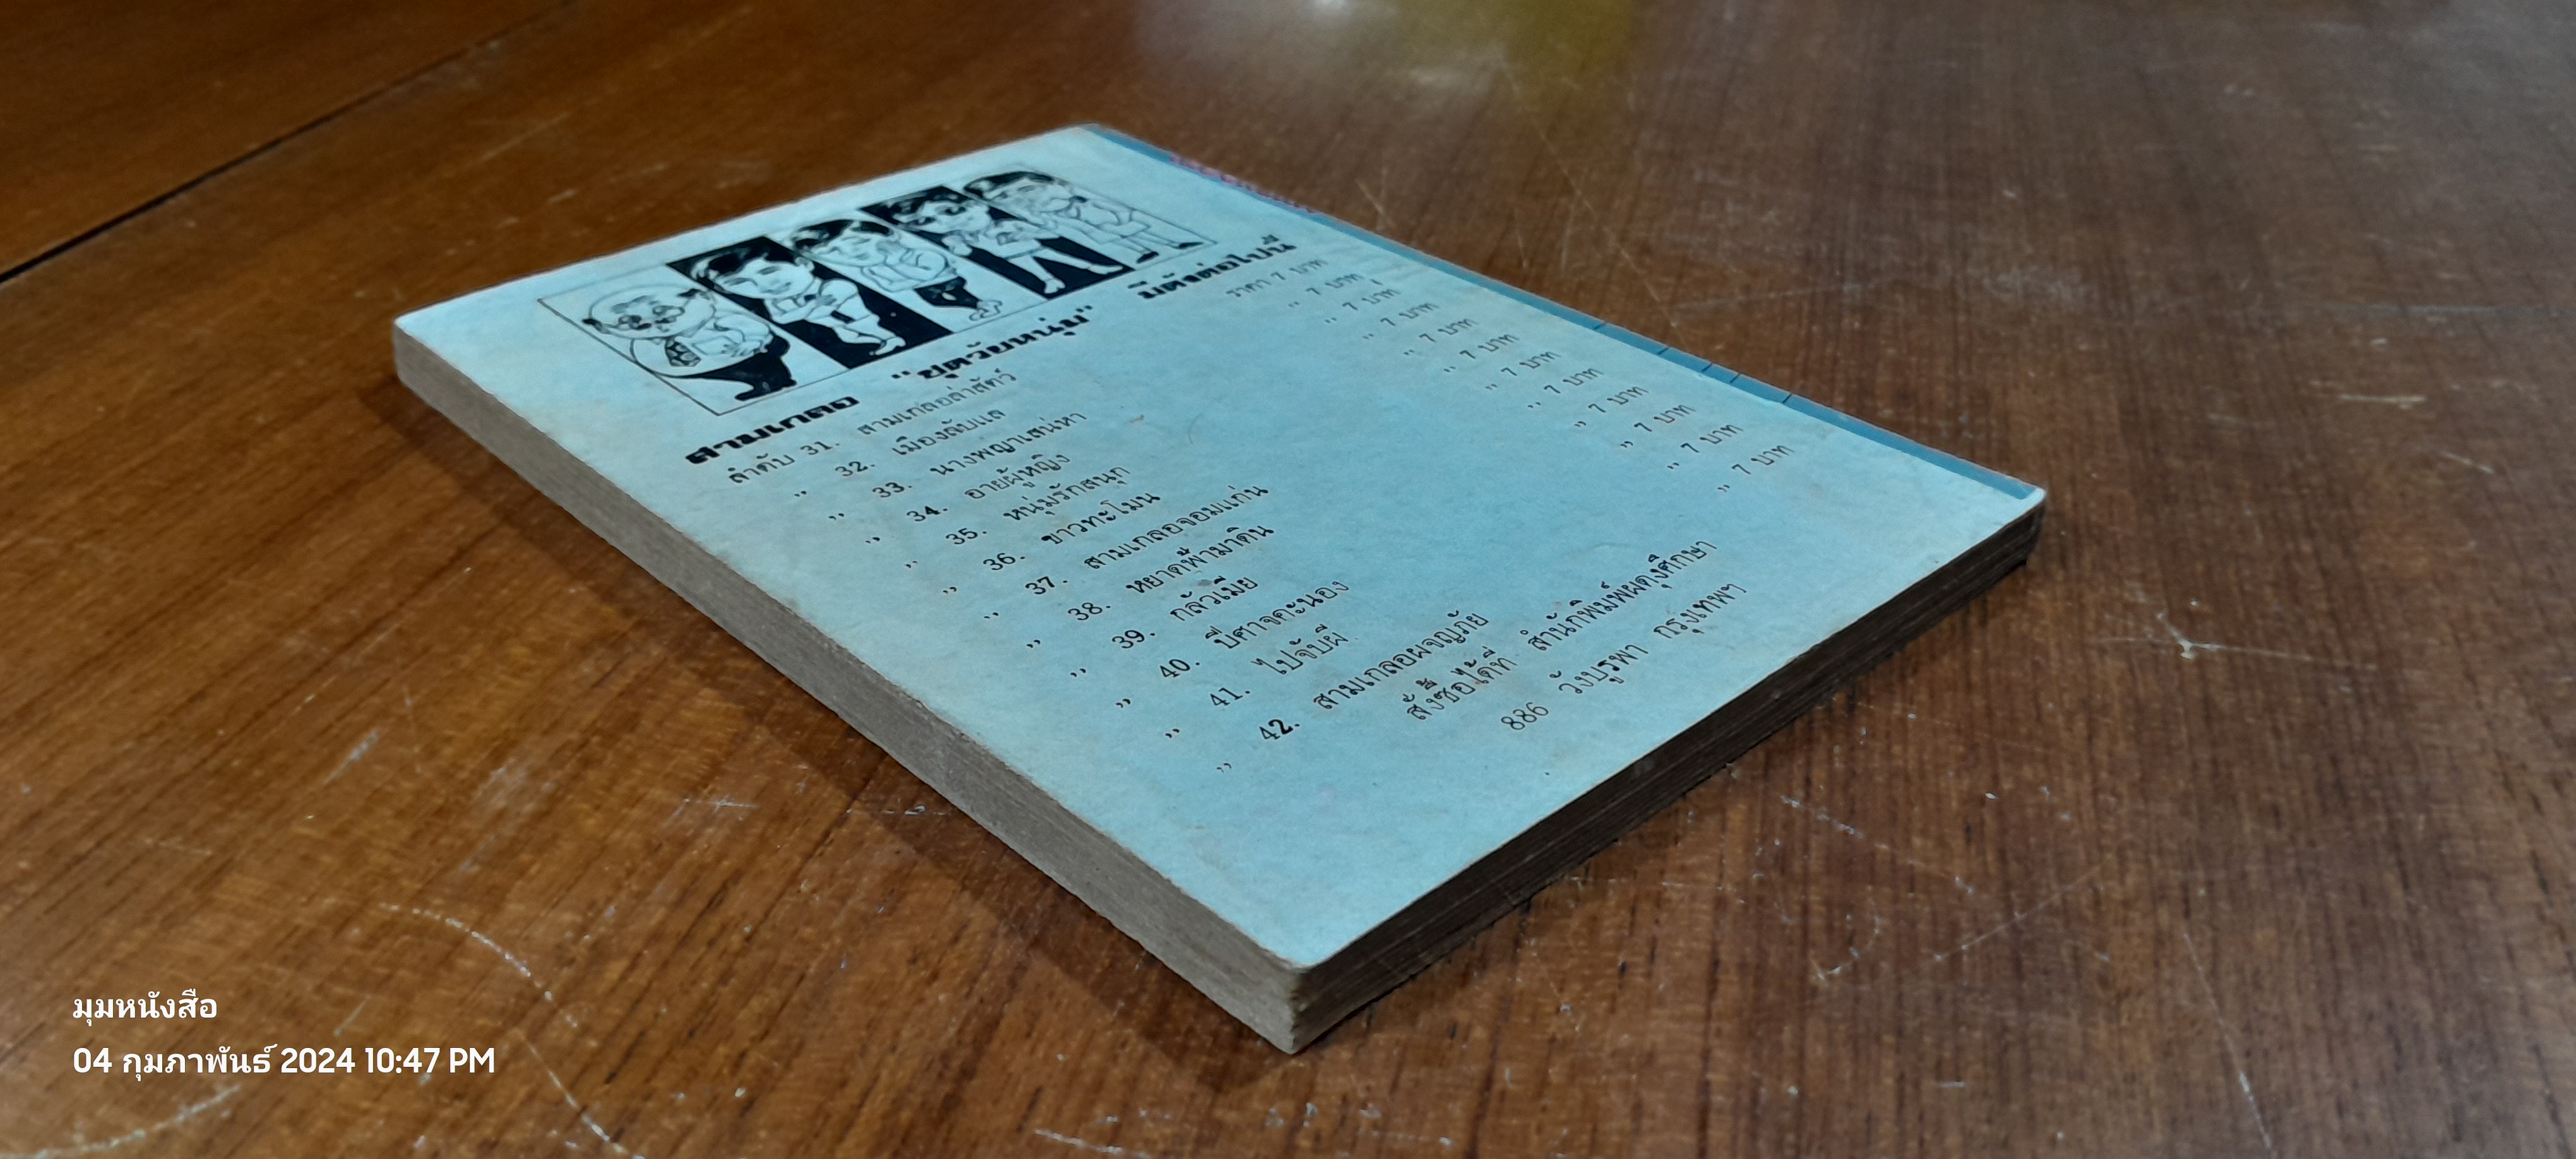 สามเกลอ "ชุดวัยหนุ่ม" มีดังต่อไปนี้
ลำดับ 31. สามเกลอล่าสัตว์ ราคา 7 บาท
,, 32. เมืองลับแล ,, 7 บาท
,, 33. นางพญาเสน่หา ,, 7 บาท
,, 34. อายผู้หญิง ,, 7 บาท
,, 35. หนุ่มรักสนุก ,, 7 บาท
,, 36. ขาวทะโมน ,, 7 บาท
,, 37. สามเกลอจอมแก่น ,, 7 บาท
,, 38. หยาดฟ้ามาดิน ,, 7 บาท
,, 39. กลัวเมีย ,, 7 บาท
,, 40. ปีศาจคะนอง ,, 7 บาท
,, 41. ไปจับผี ,, 7 บาท
,, 42. สามเกลอผจญภัย ,, 7 บาท
สั่งซื้อได้ที่ สำนักพิมพ์ผดุงศึกษา
886 วังบูรพา กรุงเทพฯ
มุมหนังสือ
04 กุมภาพันธ์ 2024 10:47 PM